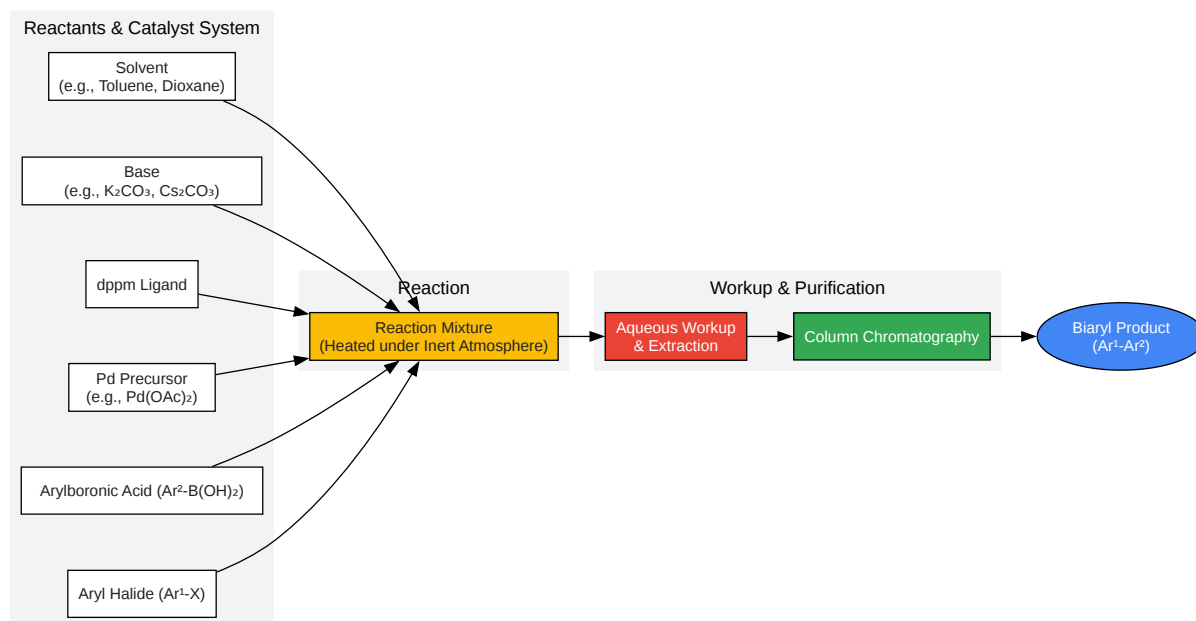 Reactants & Catalyst System
Solvent
(e.g., Toluene, Dioxane)
Base
(e.g., K₂CO₃, Cs₂CO₃)
dppm Ligand
Pd Precursor
(e.g., Pd(OAc)₂)
Arylboronic Acid (Ar²-B(OH)₂)
Aryl Halide (Ar¹-X)
Reaction
Reaction Mixture
(Heated under Inert Atmosphere)
Workup & Purification
Aqueous Workup
& Extraction
Column Chromatography
Biaryl Product
(Ar¹-Ar²)